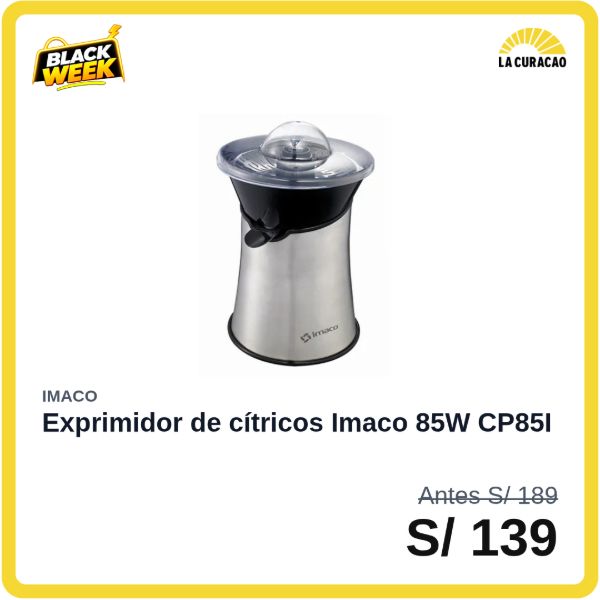 BLACK
WEEK
LA CURACAO
imaco
IMACO
Exprimidor de cítricos Imaco 85W CP85I
Antes S/ 189
S/ 139